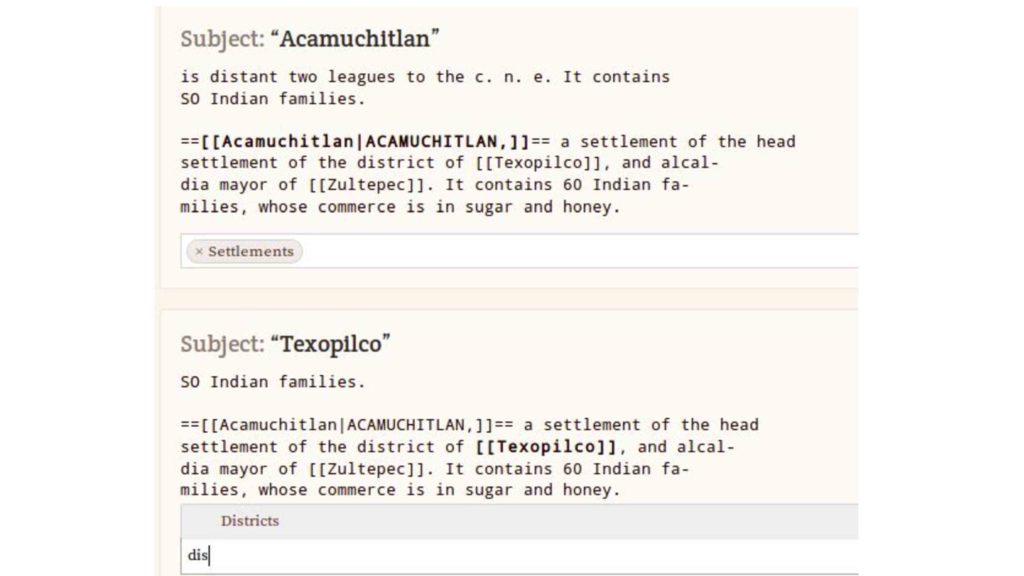 Subject: “Acamuchitlan”
is distant two leagues to the c. n. e. It contains
SO Indian families.
==[[Acamuchitlan|ACAMUCHITLAN,]]== a settlement of the head
settlement of the district of [[Texopilco]], and alcal-
dia mayor of [[Zultepec]]. It contains 60 Indian fa-
milies, whose commerce is in sugar and honey.
× Settlements
Subject: “Texopilco”
SO Indian families.
==[[Acamuchitlan|ACAMUCHITLAN,]]== a settlement of the head
settlement of the district of [[Texopilco]], and alcal-
dia mayor of [[Zultepec]]. It contains 60 Indian fa-
milies, whose commerce is in sugar and honey.
Districts
dis